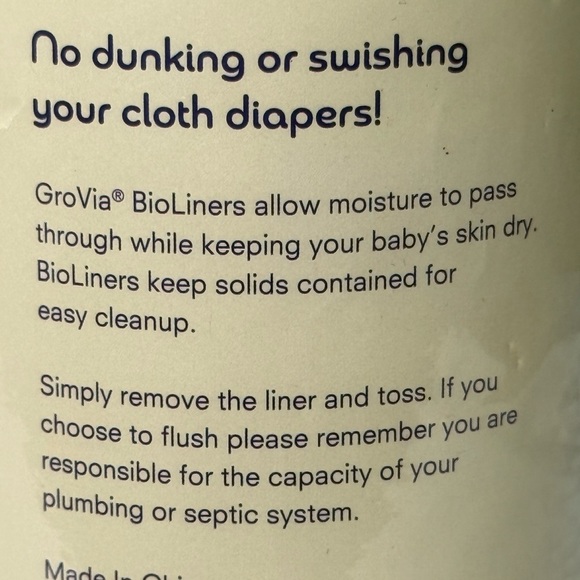 No dunking or swishing
your cloth diapers!
GroVia® BioLiners allow moisture to pass
through while keeping your baby's skin dry.
BioLiners keep solids contained for
easy cleanup.
Simply remove the liner and toss. If you
choose to flush please remember you are
responsible for the capacity of your
plumbing or septic system.
Made In